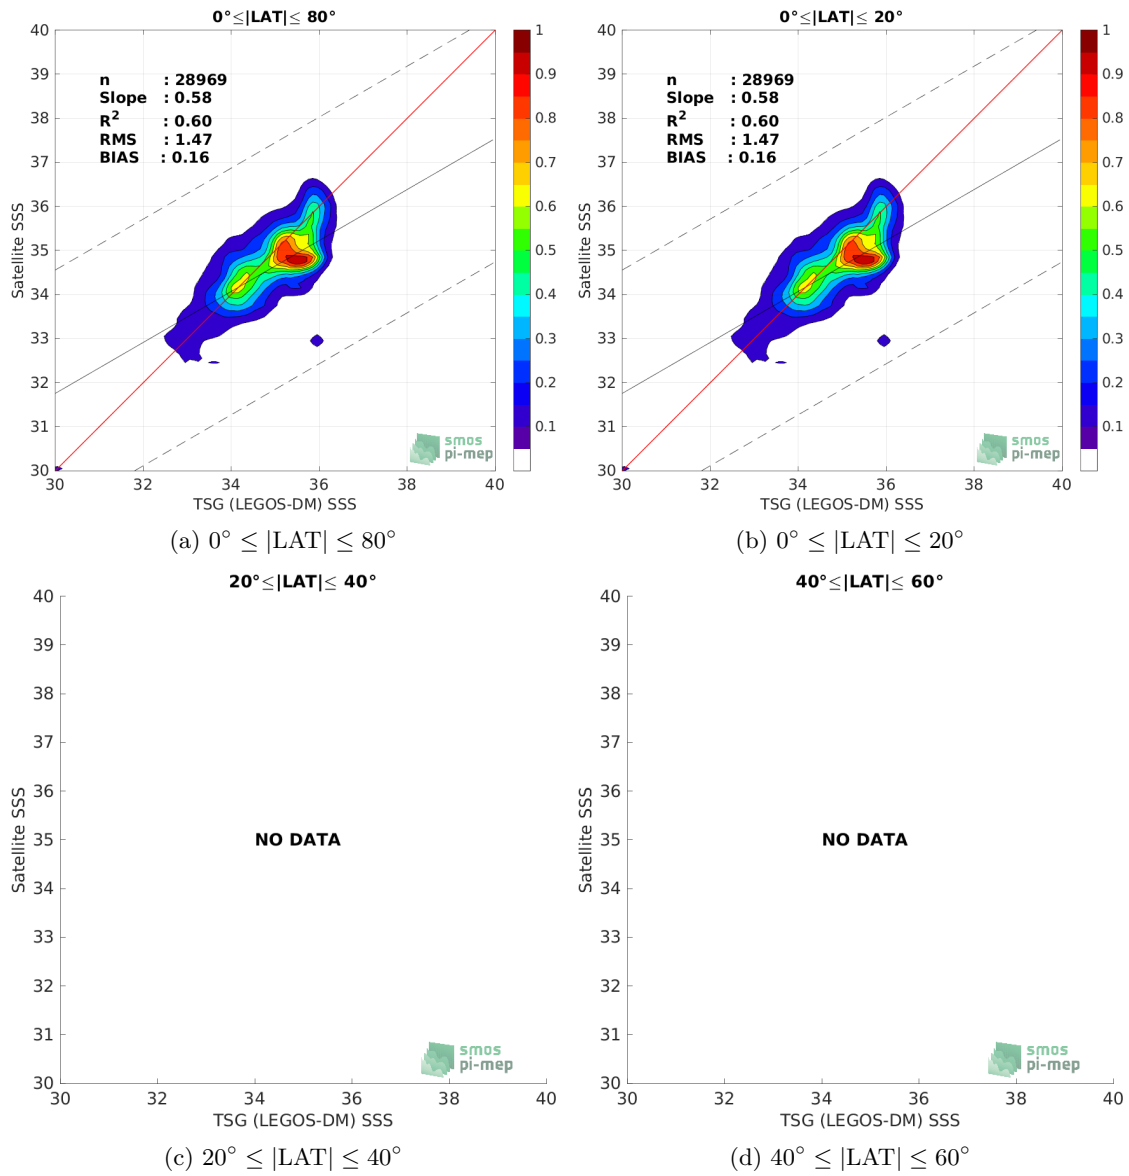 0°≤|LAT|≤ 80°
40
39
38
37
36
35
34
33
32
31
30
Satellite SSS
n : 28969
Slope : 0.58
R² : 0.60
RMS : 1.47
BIAS : 0.16
1
0.9
0.8
0.7
0.6
0.5
0.4
0.3
0.2
0.1
smos
pi-mep
30 32 34 36 38 40
TSG (LEGOS-DM) SSS
(a) 0° ≤ |LAT| ≤ 80°
0°≤|LAT|≤ 20°
40
39
38
37
36
35
34
33
32
31
30
Satellite SSS
n : 28969
Slope : 0.58
R² : 0.60
RMS : 1.47
BIAS : 0.16
1
0.9
0.8
0.7
0.6
0.5
0.4
0.3
0.2
0.1
smos
pi-mep
30 32 34 36 38 40
TSG (LEGOS-DM) SSS
(b) 0° ≤ |LAT| ≤ 20°
20°≤|LAT|≤ 40°
40
39
38
37
36
35
34
33
32
31
30
Satellite SSS
NO DATA
smos
pi-mep
30 32 34 36 38 40
TSG (LEGOS-DM) SSS
(c) 20° ≤ |LAT| ≤ 40°
40°≤|LAT|≤ 60°
40
39
38
37
36
35
34
33
32
31
30
Satellite SSS
NO DATA
smos
pi-mep
30 32 34 36 38 40
TSG (LEGOS-DM) SSS
(d) 40° ≤ |LAT| ≤ 60°